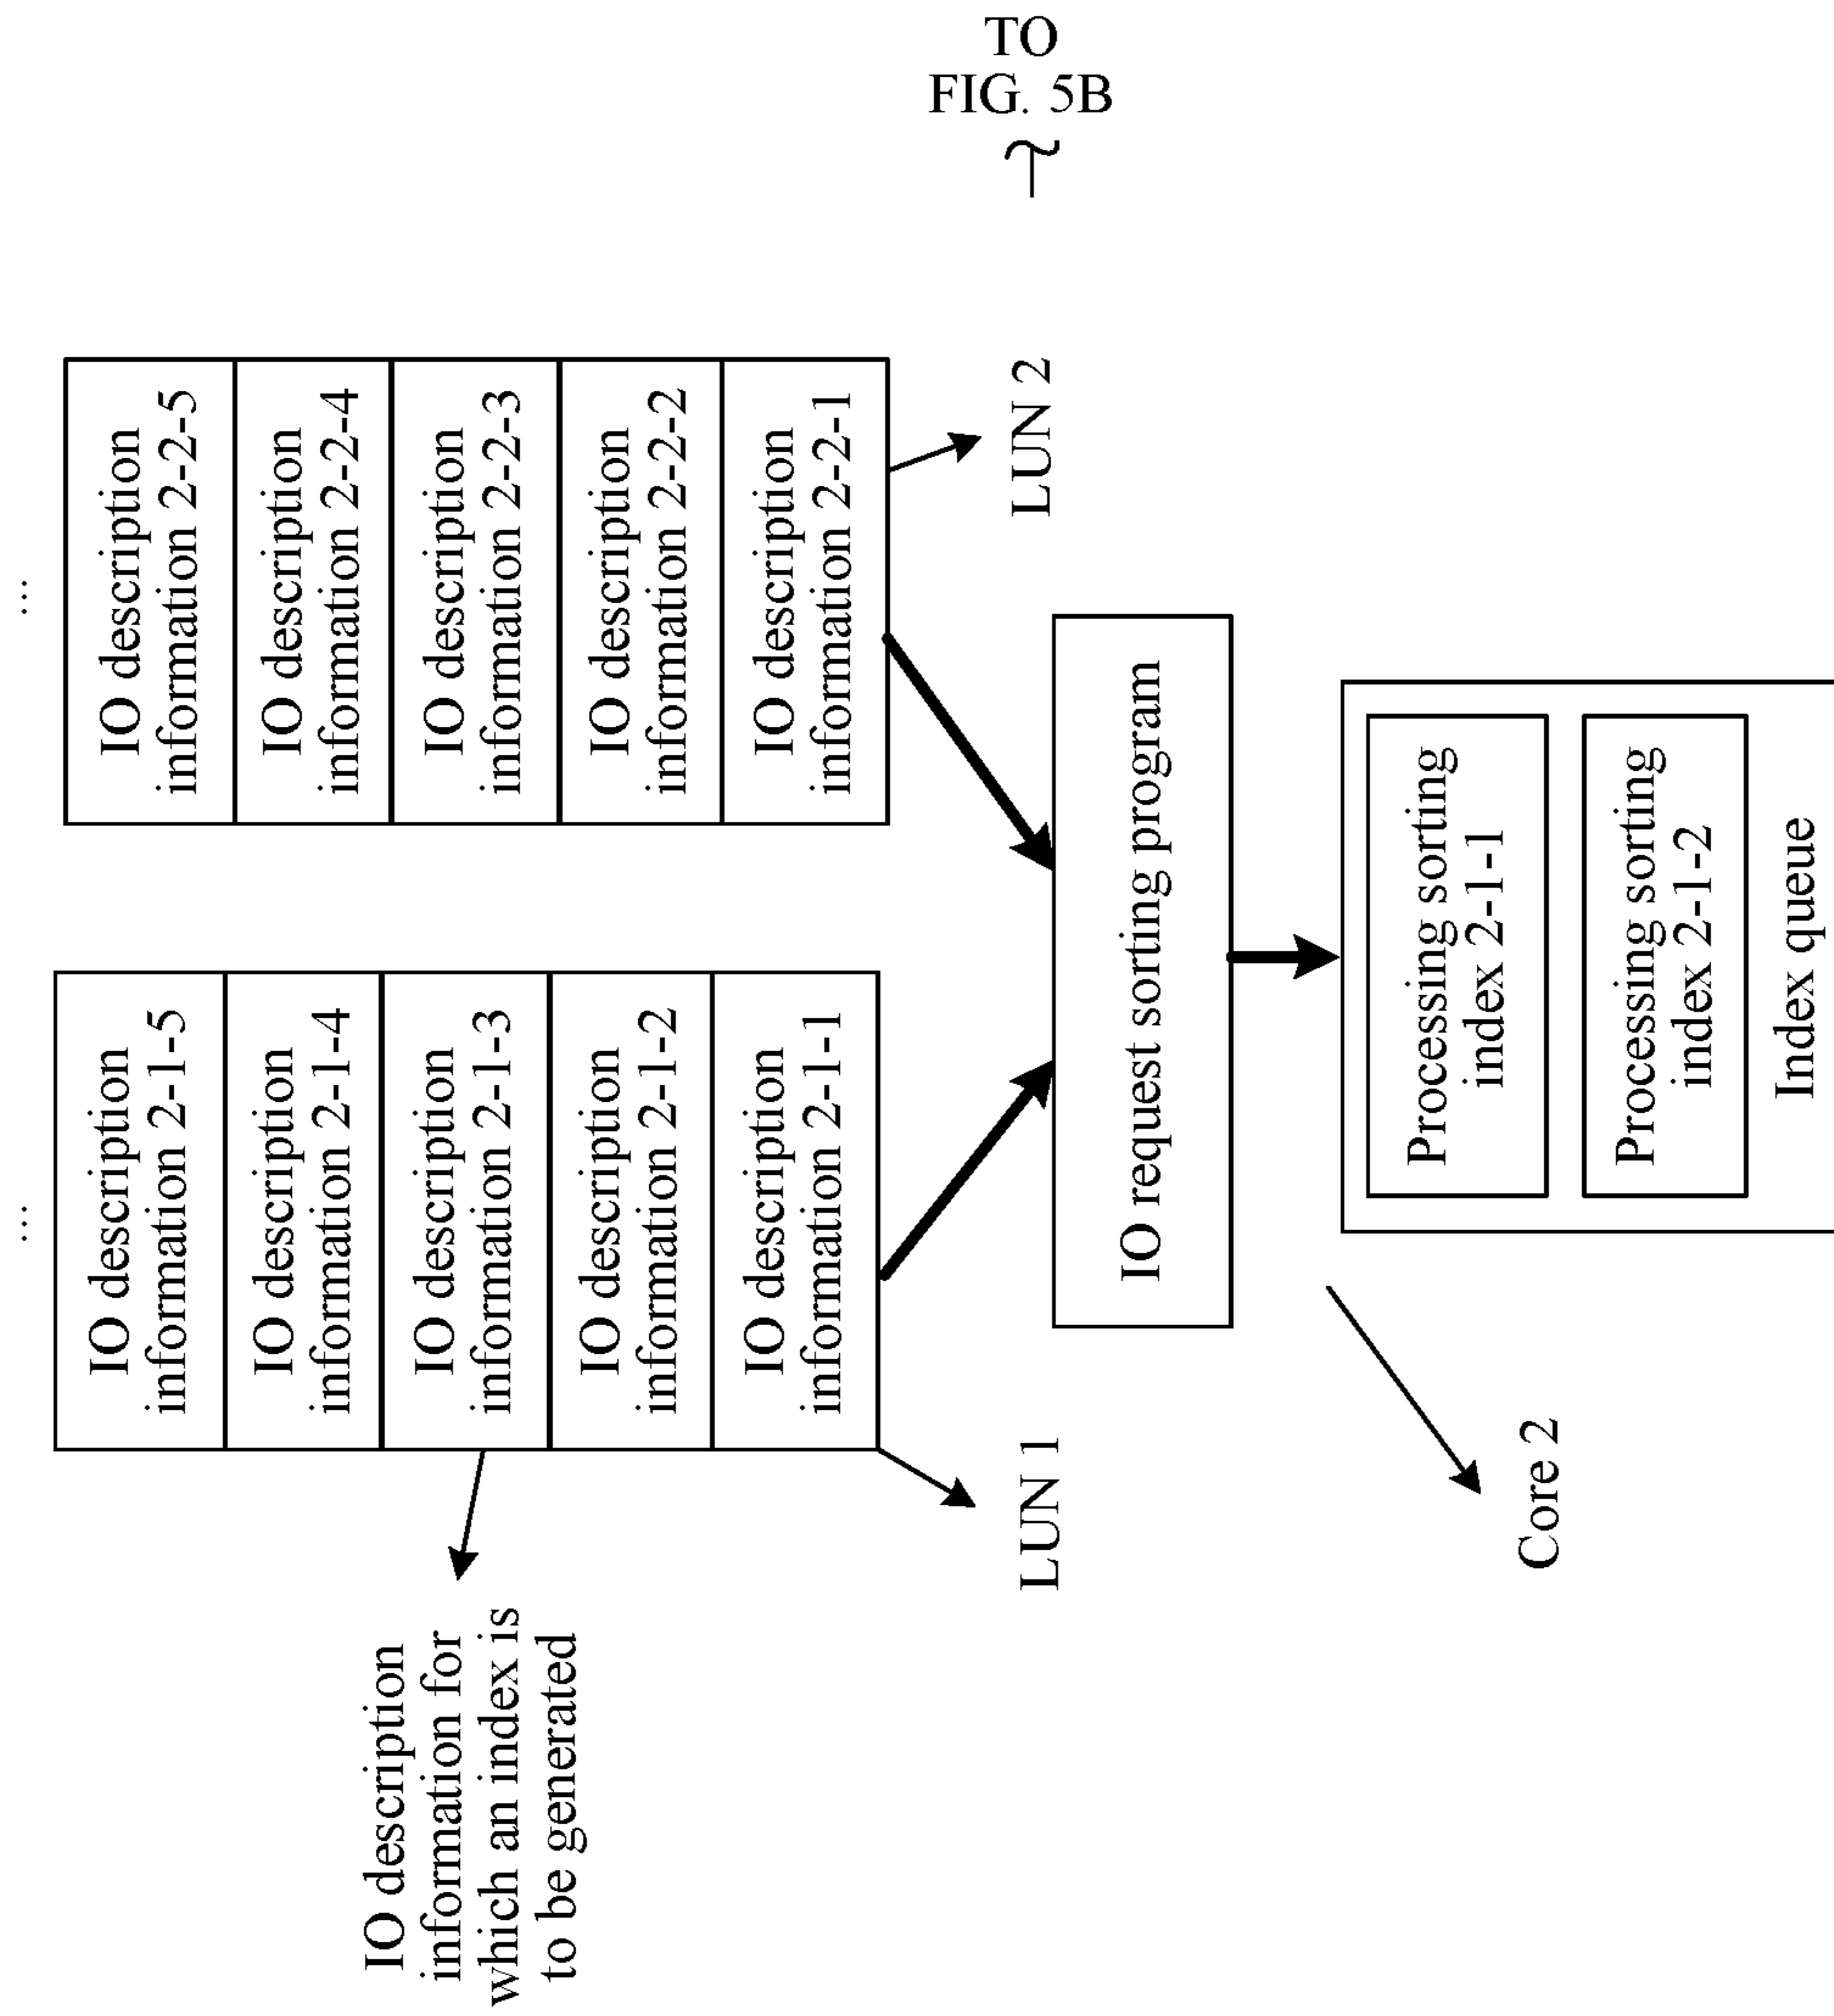 ...
IO description
information 2-1-5
IO description
information 2-1-4
IO description
information 2-1-3
IO description
information 2-1-2
IO description
information 2-1-1
IO description
information for
which an index is
to be generated
LUN 1
...
IO description
information 2-2-5
IO description
information 2-2-4
IO description
information 2-2-3
IO description
information 2-2-2
IO description
information 2-2-1
LUN 2
IO request sorting program
Core 2
Processing sorting
index 2-1-1
Processing sorting
index 2-1-2
Index queue
TO
FIG. 5B